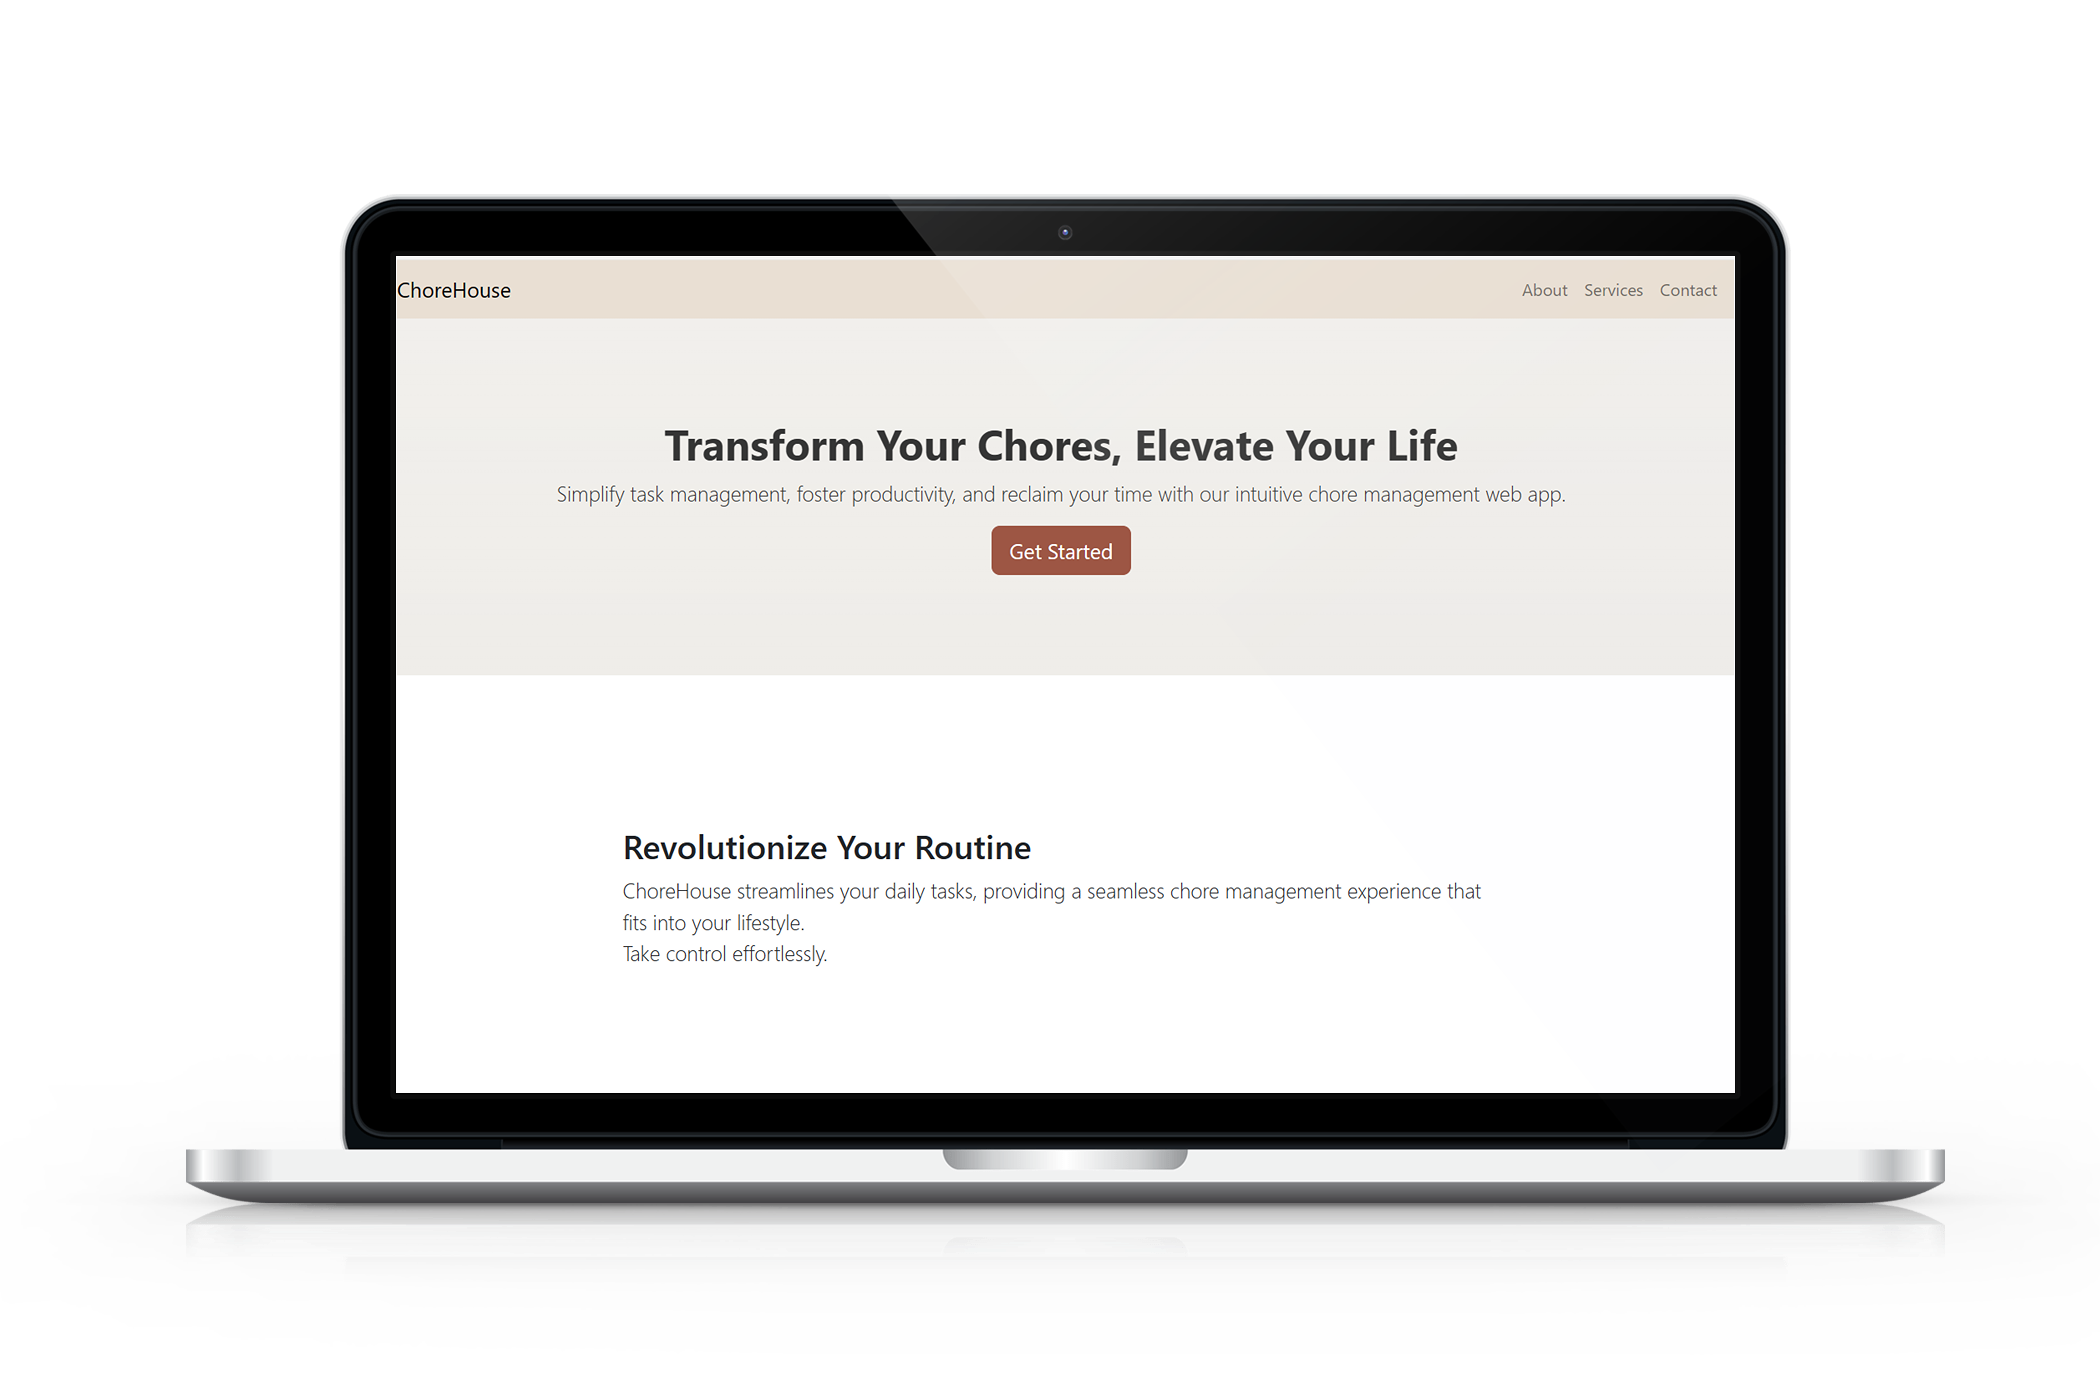 ChoreHouse
About Services Contact
Transform Your Chores, Elevate Your Life
Simplify task management, foster productivity, and reclaim your time with our intuitive chore management web app.
Get Started
Revolutionize Your Routine
ChoreHouse streamlines your daily tasks, providing a seamless chore management experience that
fits into your lifestyle.
Take control effortlessly.